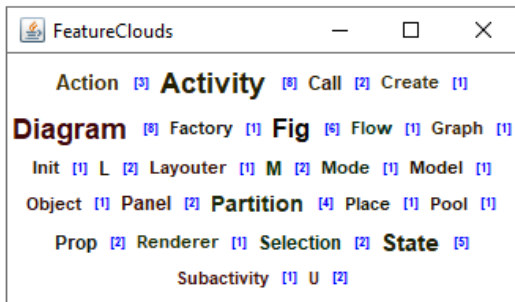 FeatureClouds
Action [3] Activity [8] Call [2] Create [1]
Diagram [8] Factory [1] Fig [6] Flow [1] Graph [1]
Init [1] L [2] Layouter [1] M [2] Mode [1] Model [1]
Object [1] Panel [2] Partition [4] Place [1] Pool [1]
Prop [2] Renderer [1] Selection [2] State [5]
Subactivity [1] U [2]